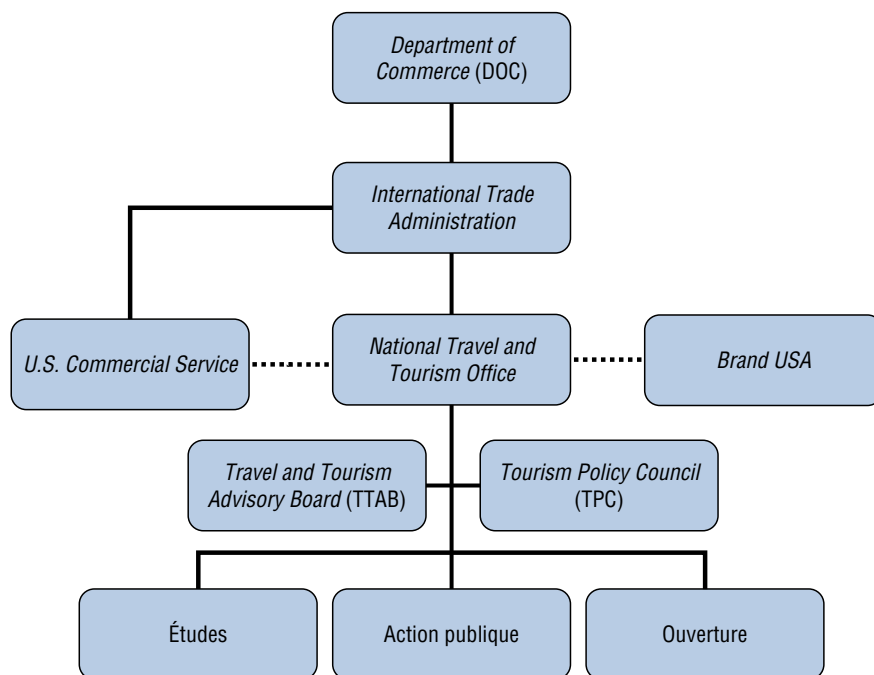 Department of
Commerce (DOC)
International Trade
Administration
U.S. Commercial Service
National Travel and
Tourism Office
Brand USA
Travel and Tourism
Advisory Board (TTAB)
Tourism Policy Council
(TPC)
Études
Action publique
Ouverture